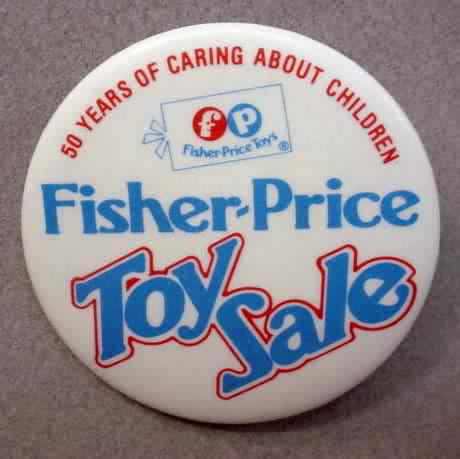 50 YEARS OF CARING ABOUT CHILDREN
fp
Fisher-Price Toys®
Fisher-Price
Toy Sale